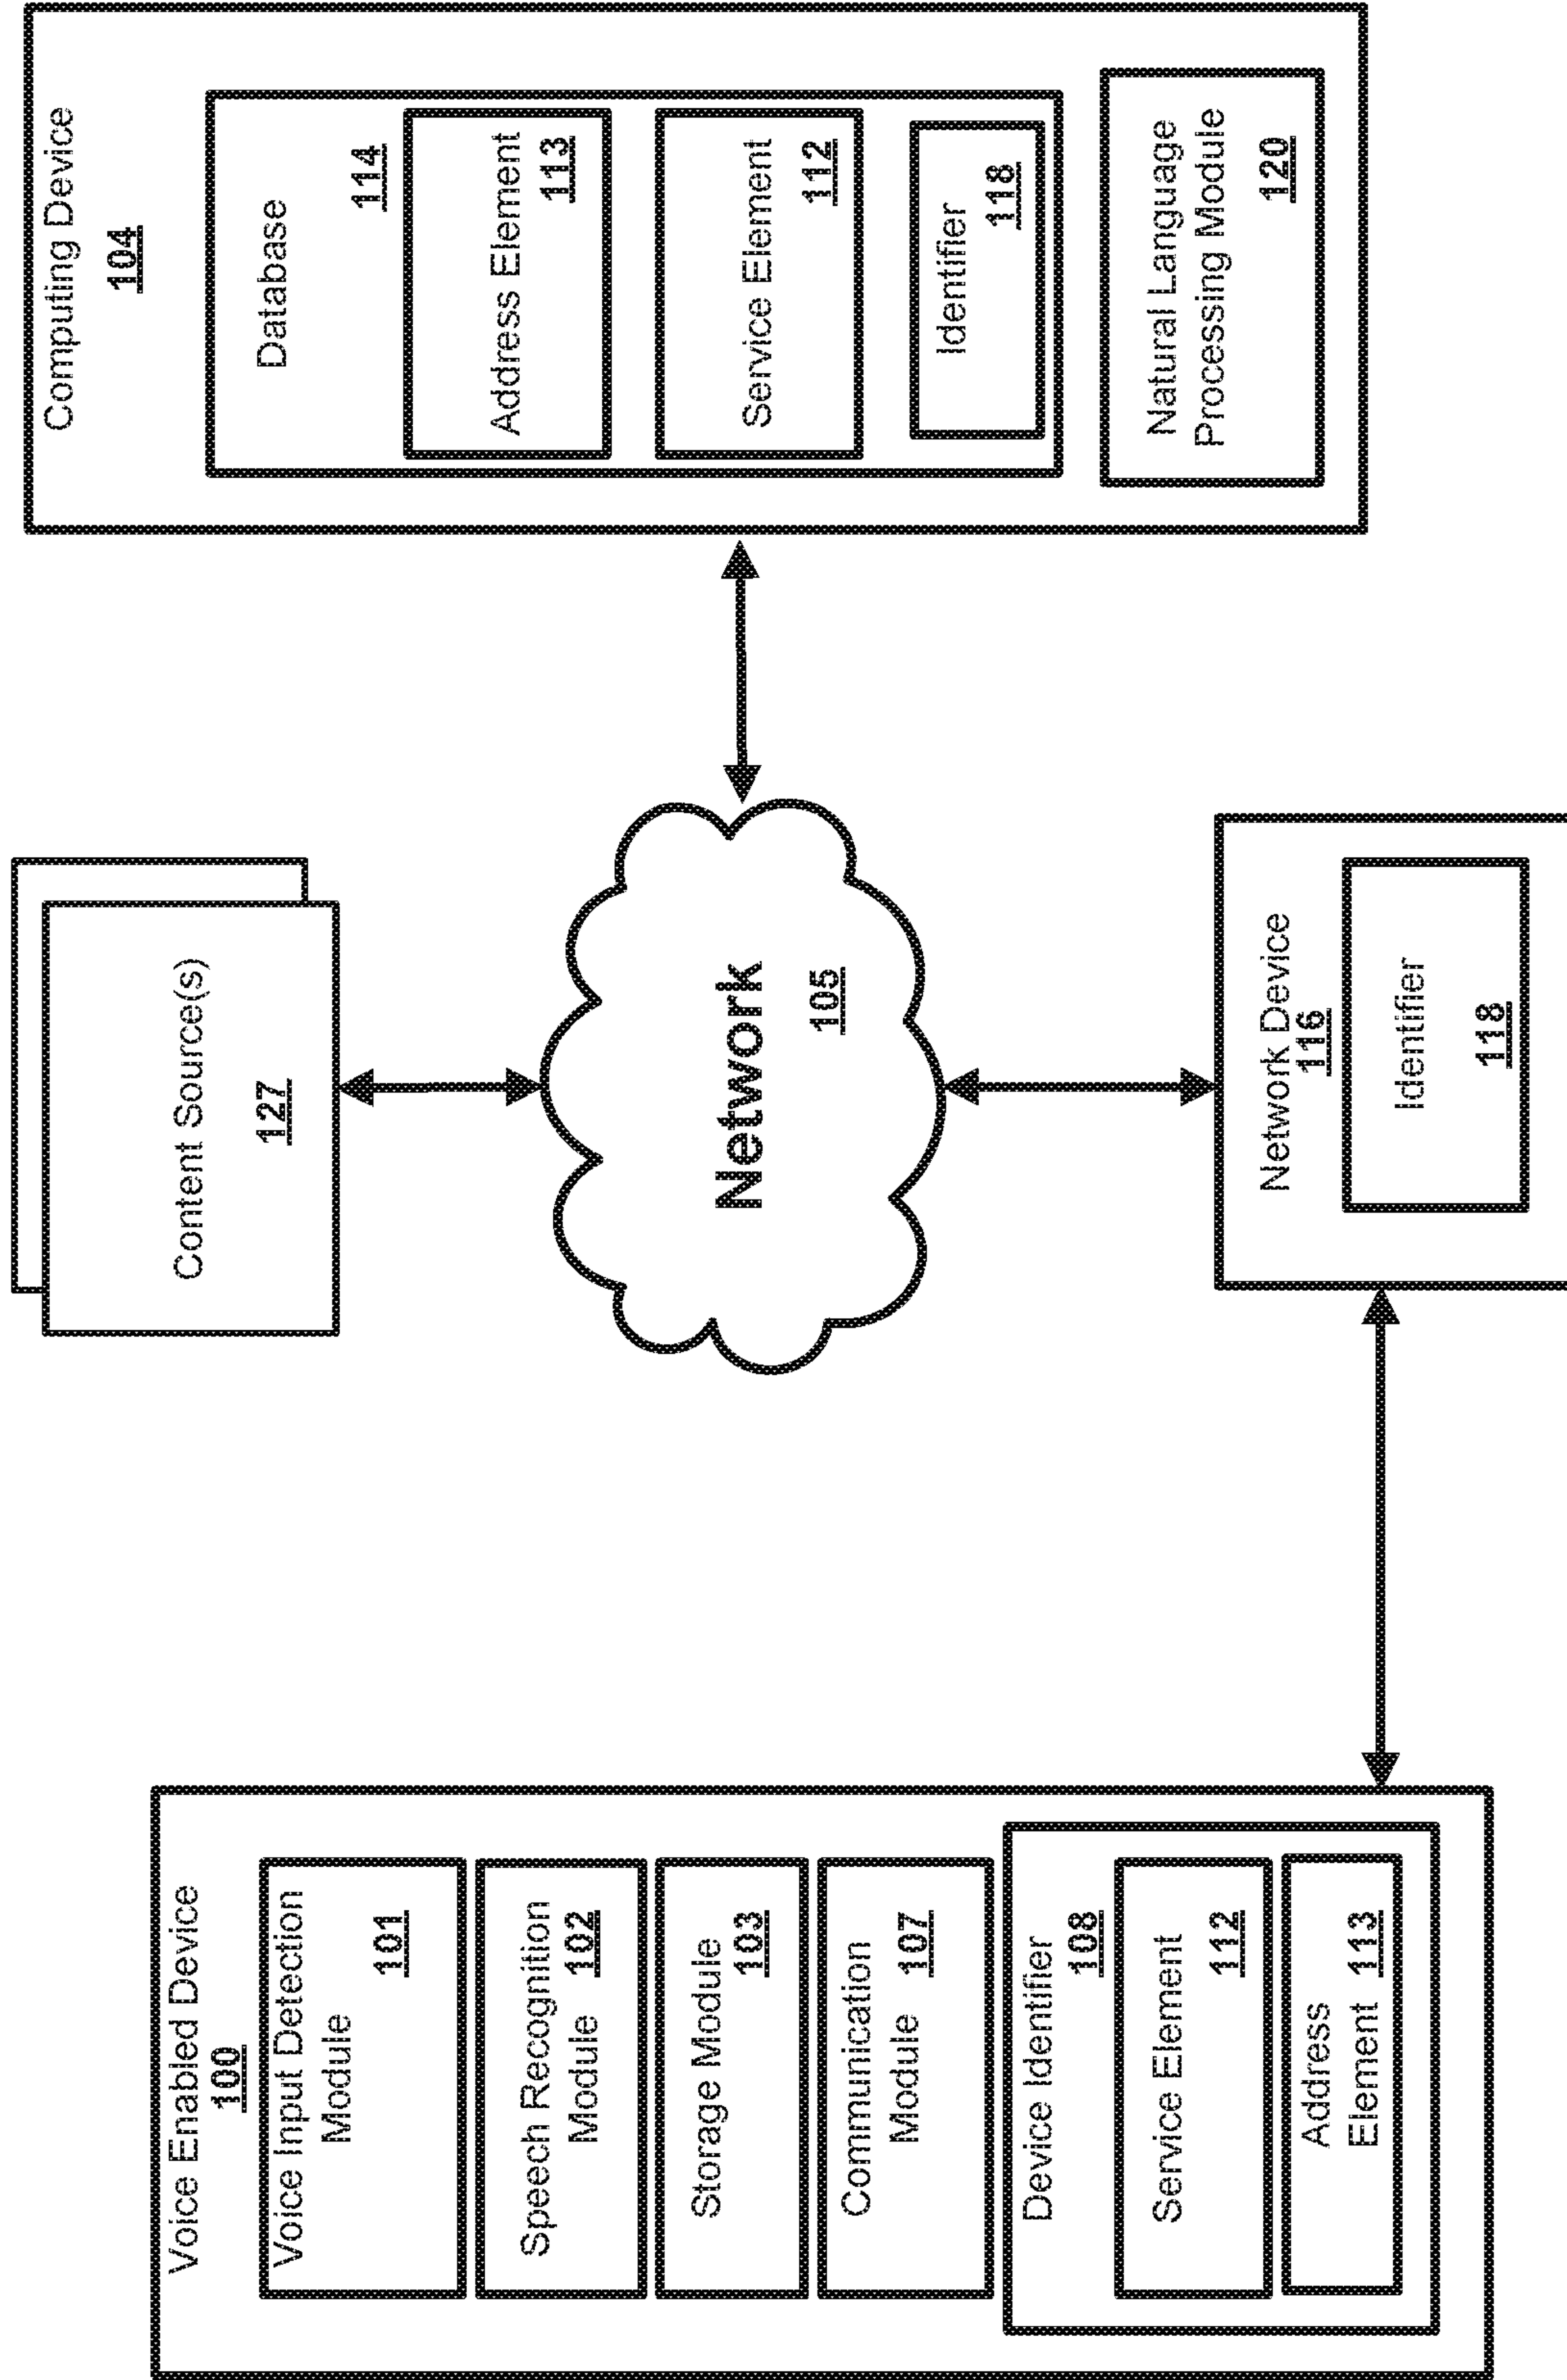 Voice Enabled Device
100
Voice Input Detection
Module
101
Speech Recognition
Module
102
Storage Module
103
Communication
Module
107
Device Identifier
108
Service Element
112
Address
Element
113
Content Source(s)
127
Network
105
Network Device
116
Identifier
118
Computing Device
104
Database
114
Address Element
113
Service Element
112
Identifier
118
Natural Language
Processing Module
120